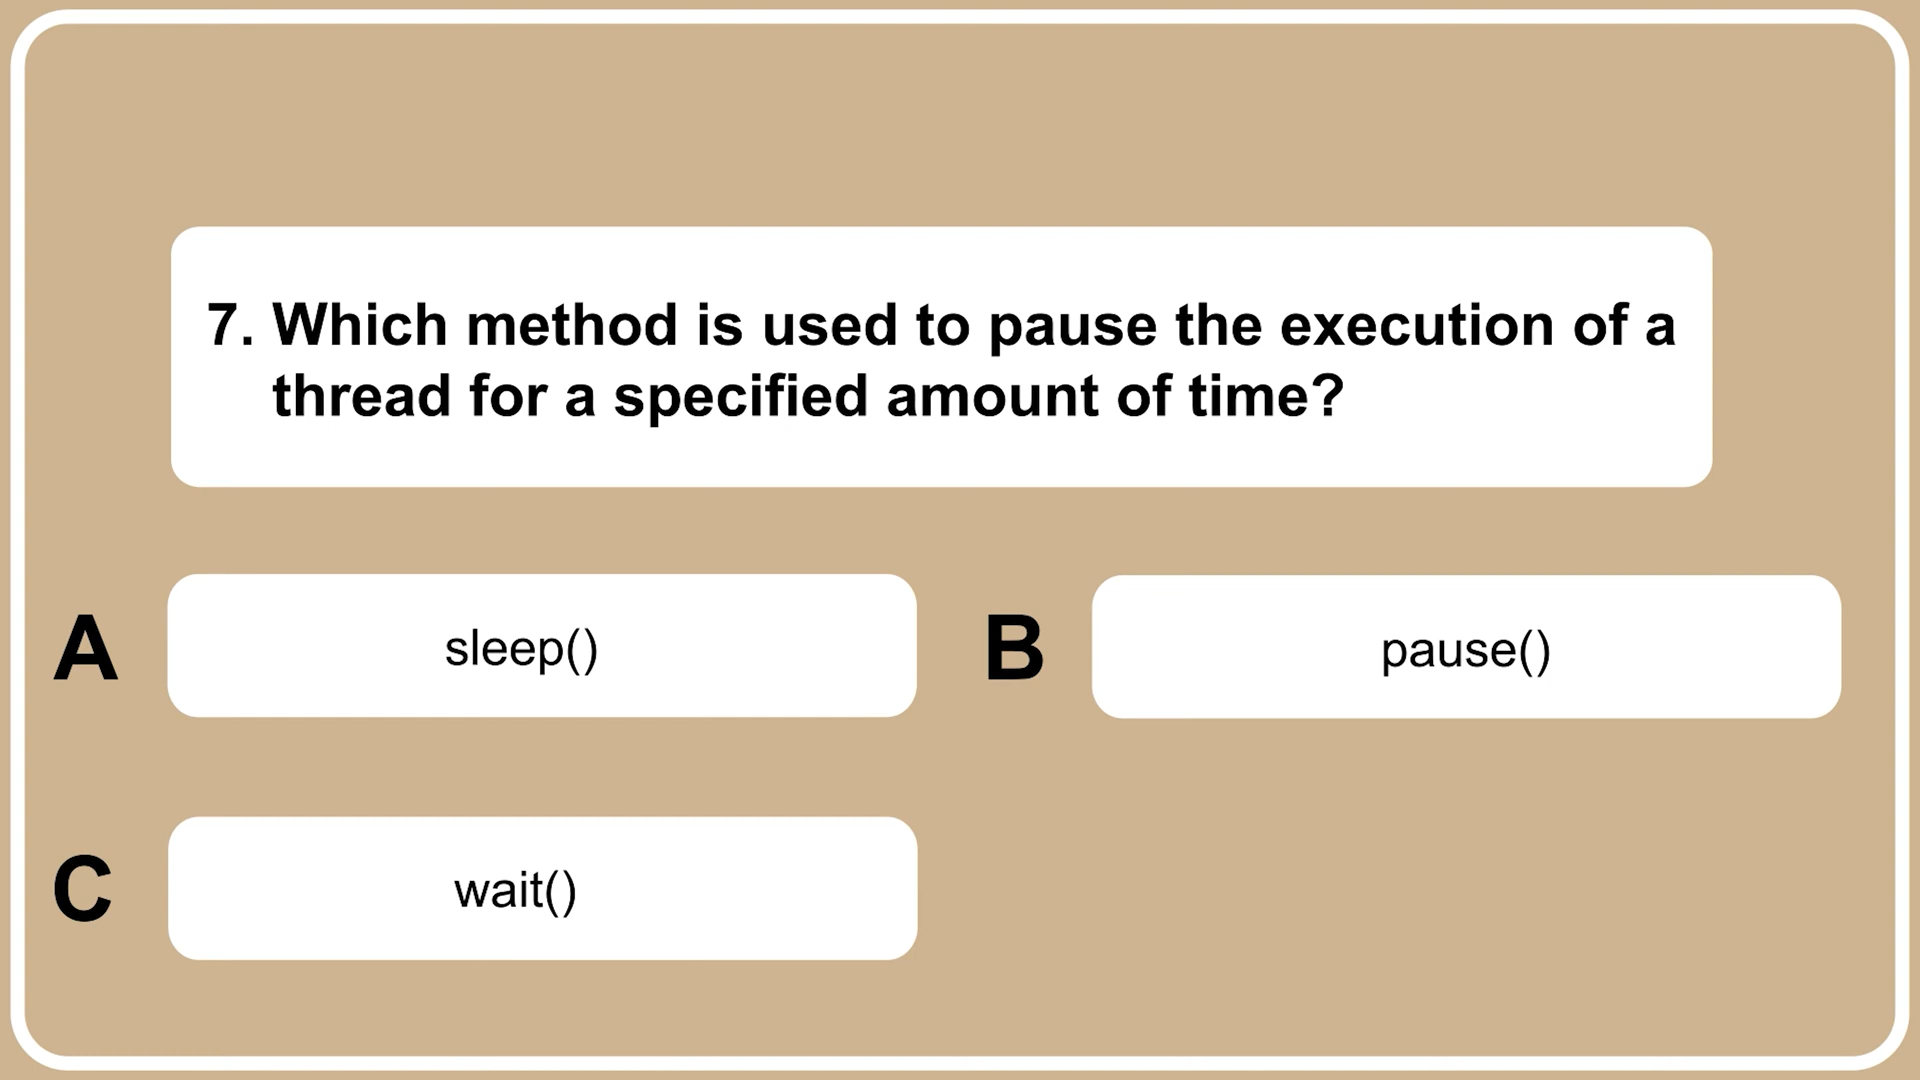 7. Which method is used to pause the execution of a
thread for a specified amount of time?
A sleep()
B pause()
C wait()